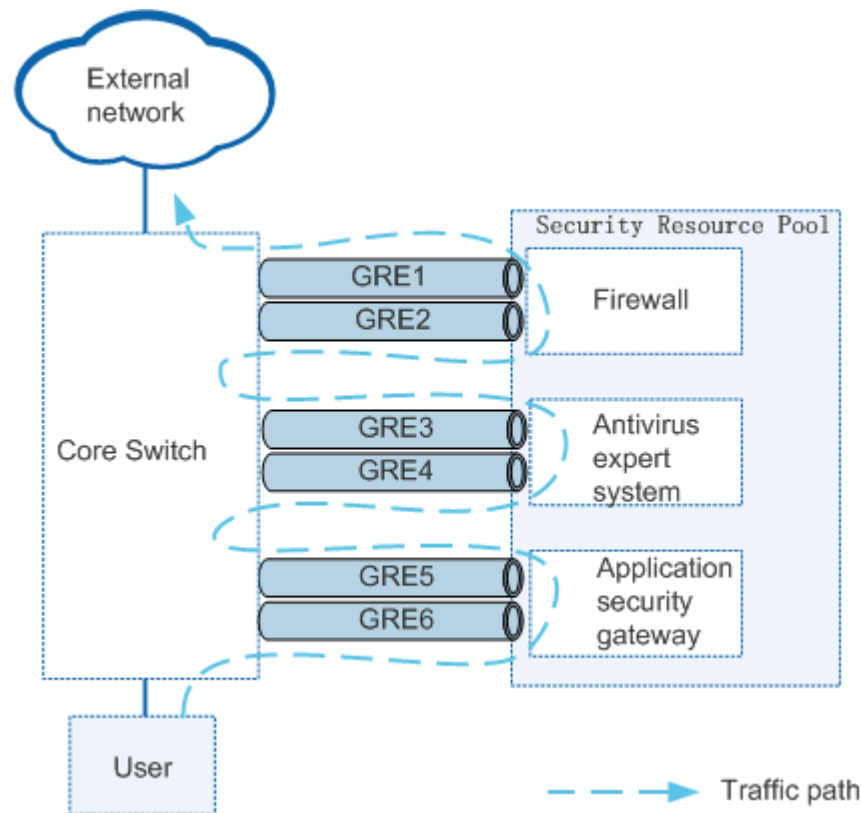 External
network
Security Resource Pool
GRE1
GRE2
Firewall
Core Switch
GRE3
GRE4
Antivirus
expert
system
GRE5
GRE6
Application
security
gateway
User
Traffic path